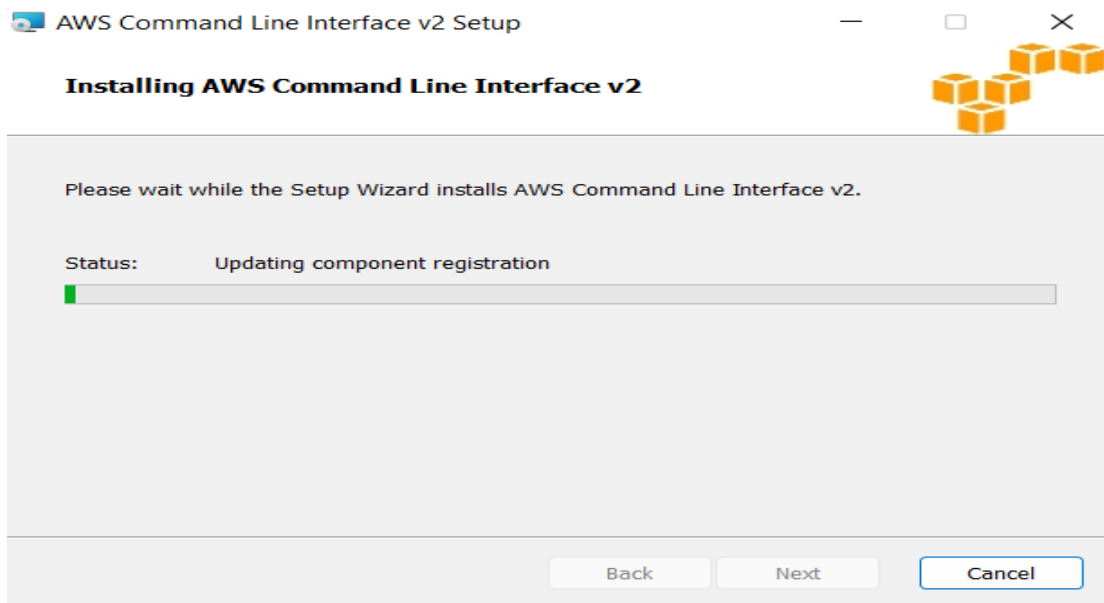 AWS Command Line Interface v2 Setup
Installing AWS Command Line Interface v2
Please wait while the Setup Wizard installs AWS Command Line Interface v2.
Status: Updating component registration
Back Next Cancel